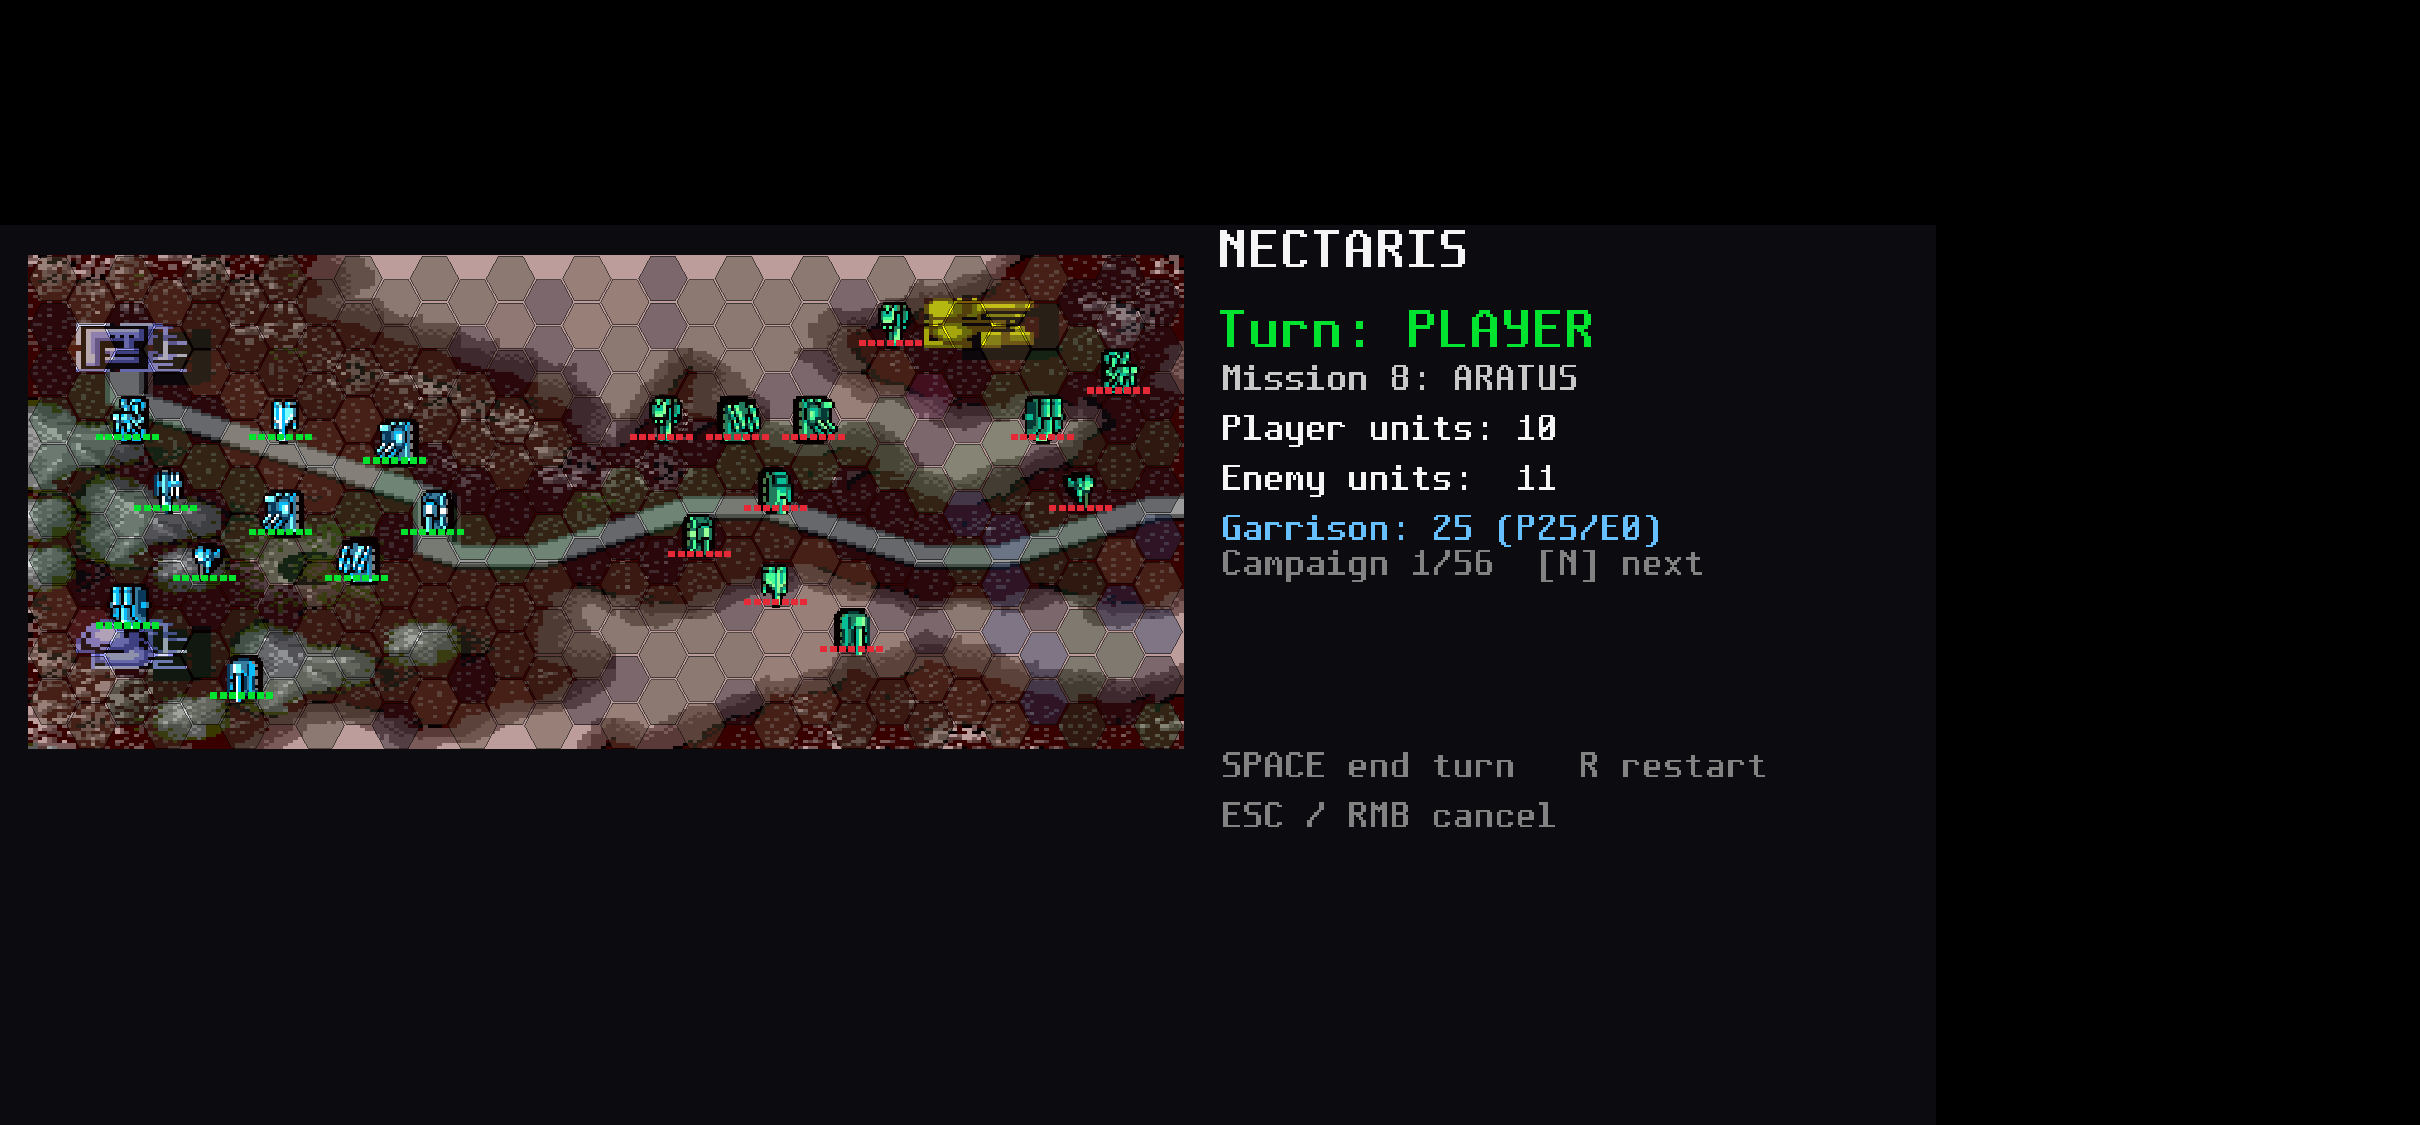 NECTARIS
Turn: PLAYER
Mission 8: ARATUS
Player units: 10
Enemy units:  11
Garrison: 25 (P25/E0)
Campaign 1/56  [N] next
SPACE end turn   R restart
ESC / RMB cancel